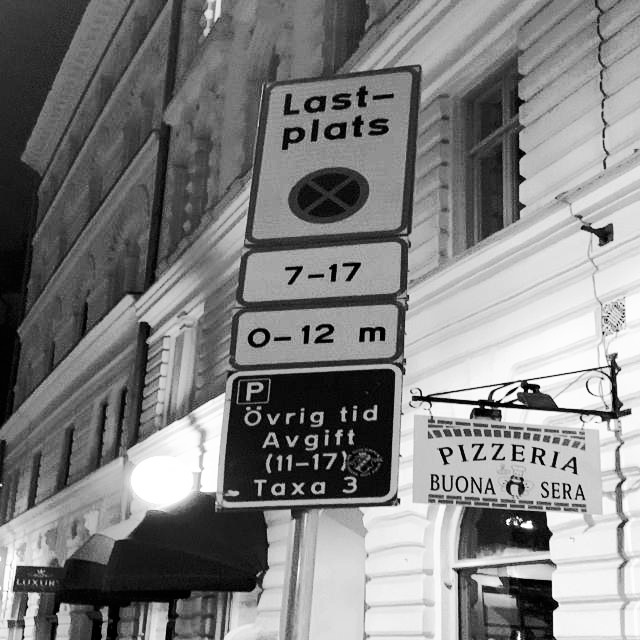 Last-
plats
7-17
0-12 m
P
Övrig tid
Avgift
(11-17)
Taxa 3
PIZZERIA
BUONA SERA